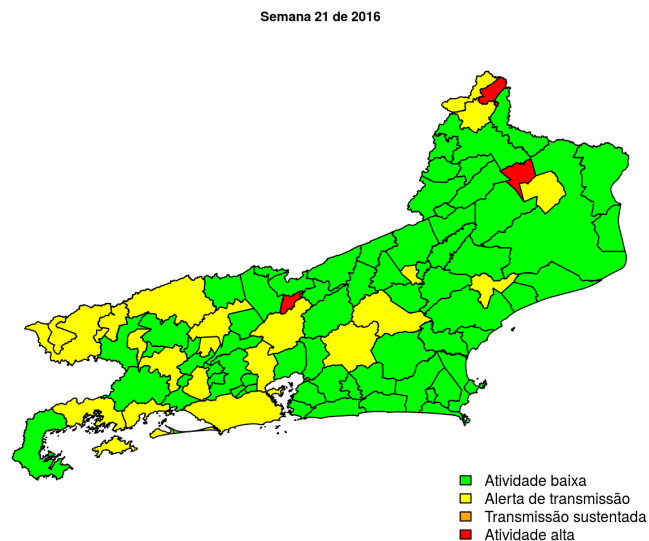 Semana 21 de 2016
Atividade baixa
Alerta de transmissão
Transmissão sustentada
Atividade alta